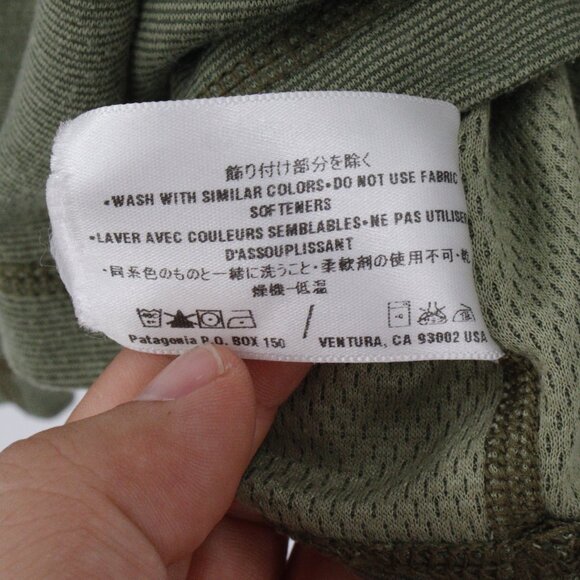 飾り付け部分を除く
•WASH WITH SIMILAR COLORS•DO NOT USE FABRIC
SOFTENERS
•LAVER AVEC COULEURS SEMBLABLES•NE PAS UTILISER
D'ASSOUPLISSANT
•同系色のものと一緒に洗うこと•柔軟剤の使用不可•乾
燥機–低温
Patagonia P.O. BOX 150 / VENTURA, CA 93002 USA